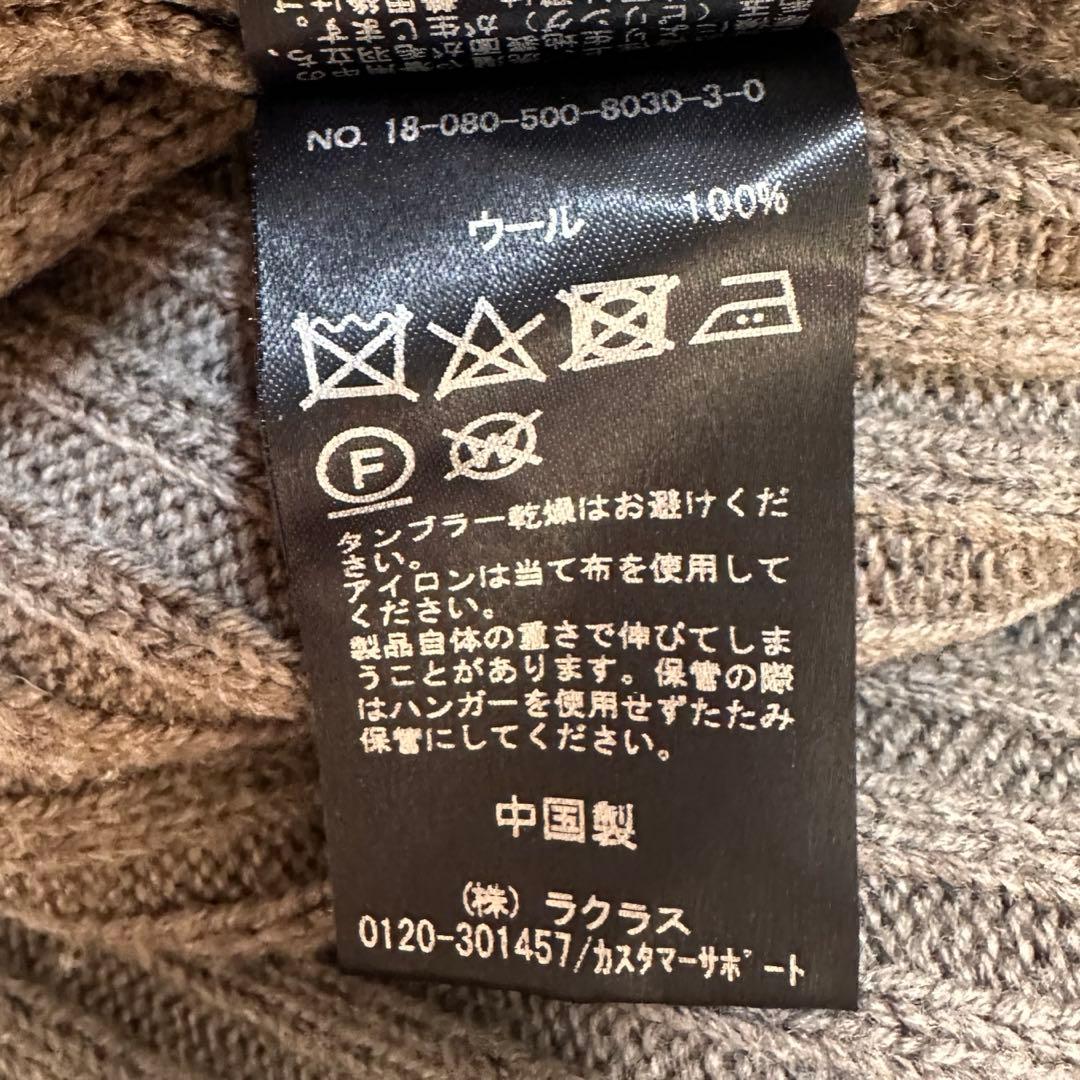 NO. 18-080-500-8030-3-0
ウール 100%
F
W
タンブラー乾燥はお避けくだ
さい。
アイロンは当て布を使用して
ください。
製品自体の重さで伸びてしま
うことがあります。保管の際
はハンガーを使用せずたたみ
保管にしてください。
中国製
(株) ラクラス
0120-301457/カスタマーサポート